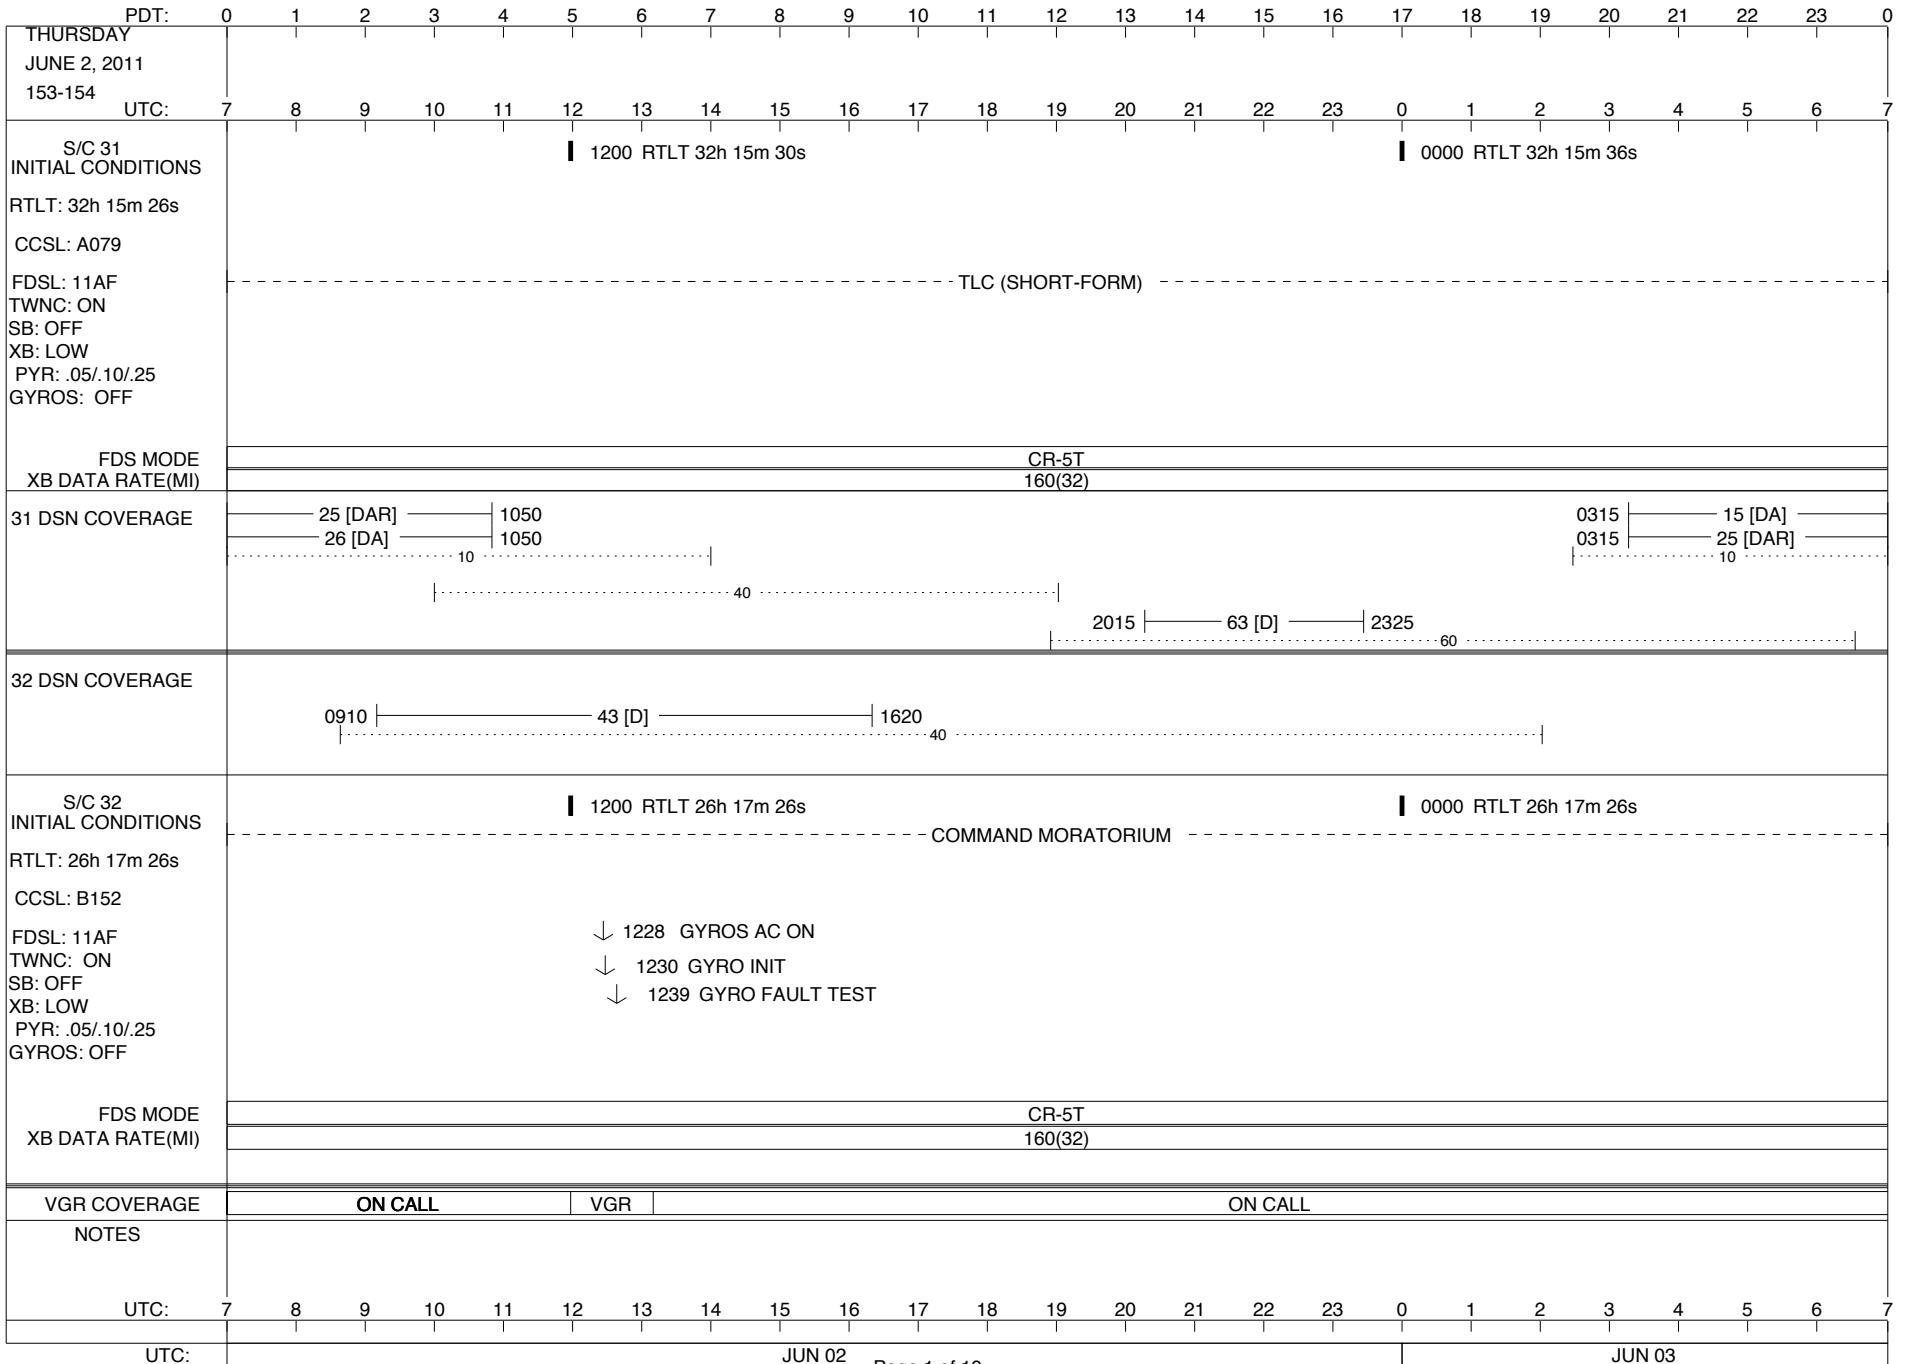 PDT: 0 1 2 3 4 5 6 7 8 9 10 11 12 13 14 15 16 17 18 19 20 21 22 23 0
THURSDAY
JUNE 2, 2011
153-154
UTC: 7 8 9 10 11 12 13 14 15 16 17 18 19 20 21 22 23 0 1 2 3 4 5 6 7
S/C 31
INITIAL CONDITIONS
1200 RTLT 32h 15m 30s
0000 RTLT 32h 15m 36s
RTLT: 32h 15m 26s
CCSL: A079
FDSL: 11AF
TLC (SHORT-FORM)
TWNC: ON
SB: OFF
XB: LOW
PYR: .05/.10/.25
GYROS: OFF
FDS MODE CR-5T
XB DATA RATE(MI) 160(32)
31 DSN COVERAGE
25 [DAR] 1050 0315 15 [DA]
26 [DA] 1050 0315 25 [DAR]
10 10
40
2015 63 [D] 2325
60
32 DSN COVERAGE
0910 43 [D] 1620
40
S/C 32
INITIAL CONDITIONS
1200 RTLT 26h 17m 26s
0000 RTLT 26h 17m 26s
COMMAND MORATORIUM
RTLT: 26h 17m 26s
CCSL: B152
1228 GYROS AC ON
FDSL: 11AF
TWNC: ON
1230 GYRO INIT
SB: OFF
1239 GYRO FAULT TEST
XB: LOW
PYR: .05/.10/.25
GYROS: OFF
FDS MODE CR-5T
XB DATA RATE(MI) 160(32)
VGR COVERAGE ON CALL VGR ON CALL
NOTES
UTC: 7 8 9 10 11 12 13 14 15 16 17 18 19 20 21 22 23 0 1 2 3 4 5 6 7
UTC: JUN 02 JUN 03
Page 1 of 10